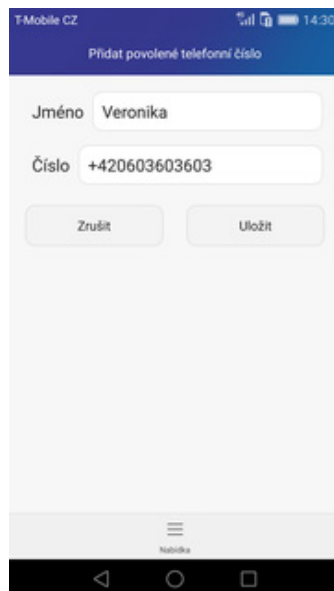 T-Mobile CZ 14:30
Přidat povolené telefonní číslo
Jméno Veronika
Číslo +420603603603
Zrušit Uložit
Nabídka